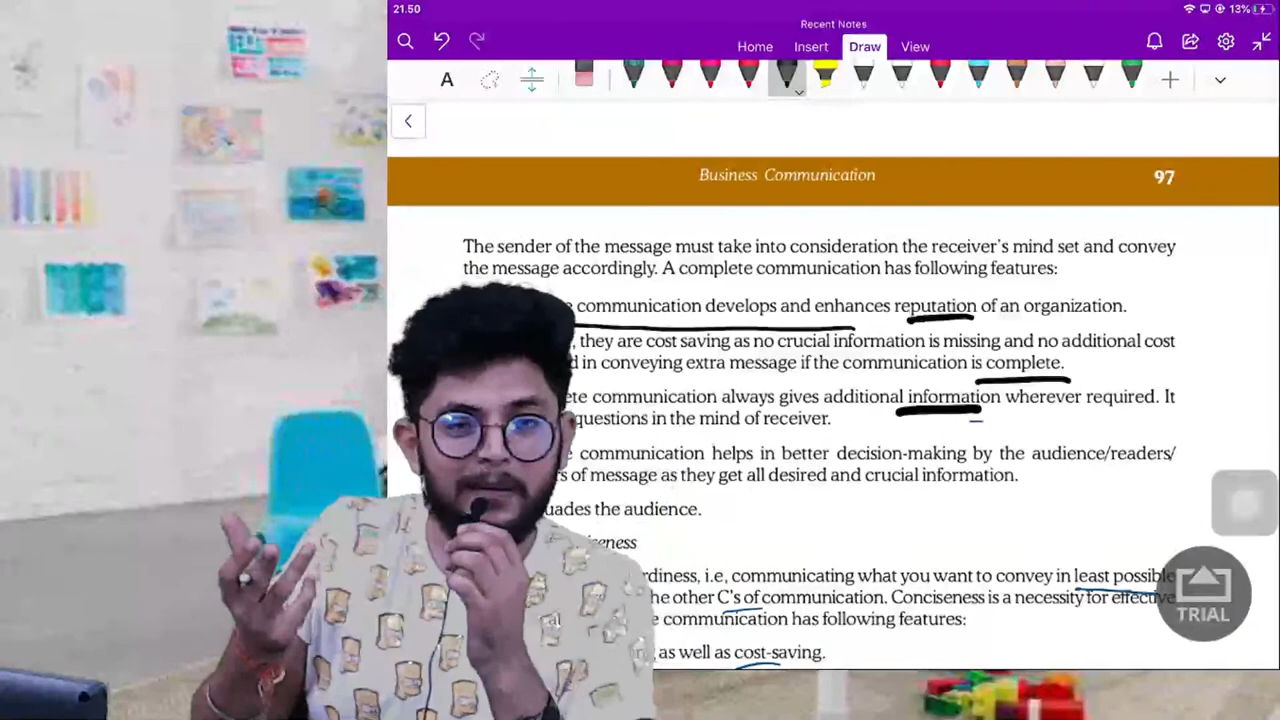 21.50
Recent Notes
13%
Home Insert Draw View
A
Business Communication 97
The sender of the message must take into consideration the receiver's mind set and convey
the message accordingly. A complete communication has following features:
communication develops and enhances reputation of an organization.
, they are cost saving as no crucial information is missing and no additional cost
in conveying extra message if the communication is complete.
communication always gives additional information wherever required. It
questions in the mind of receiver.
communication helps in better decision-making by the audience/readers/
of message as they get all desired and crucial information.
the audience.
i.e, communicating what you want to convey in least possible
other C's of communication. Conciseness is a necessity for effective
communication has following features:
as well as cost-saving.
TRIAL